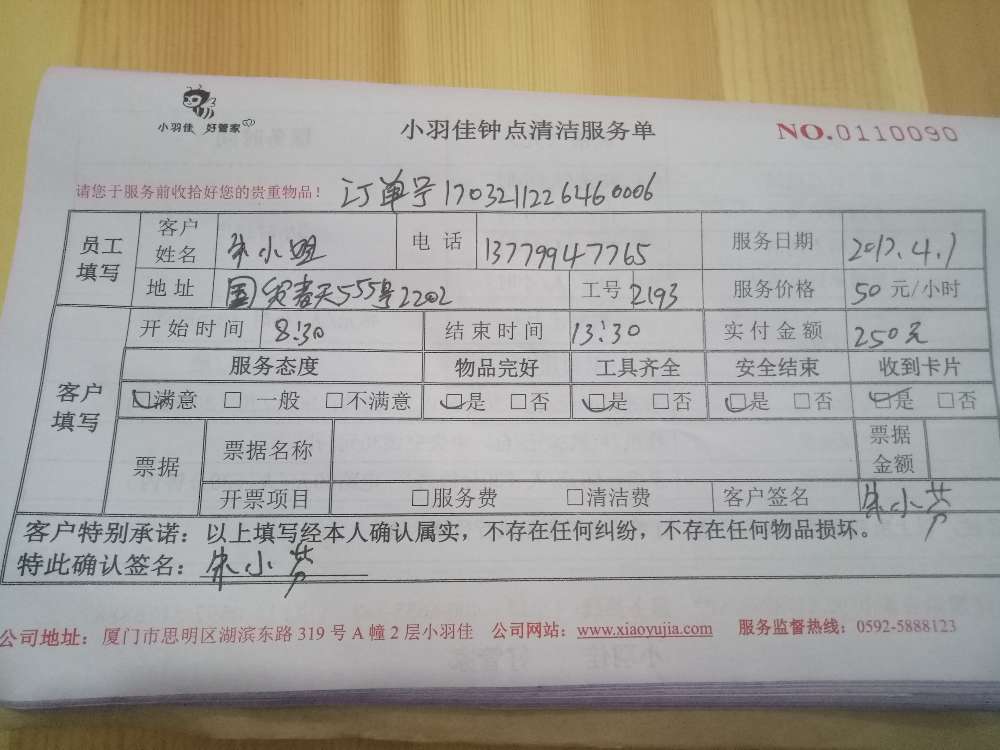 小羽佳 好管家
小羽佳钟点清洁服务单
NO.0110090
请您于服务前收拾好您的贵重物品! 订单号1703211226460006
员工填写 客户姓名 朱小姐 电话 13779947765 服务日期 2017.4.1
地址 国贸春天555号2202 工号 2193 服务价格 50 元/小时
客户填写 开始时间 8:30 结束时间 13:30 实付金额 250元
服务态度 物品完好 工具齐全 安全结束 收到卡片
☑满意 □一般 □不满意 ☑是 □否 ☑是 □否 ☑是 □否 ☑是 □否
票据 票据名称 票据金额
开票项目 □服务费 □清洁费 客户签名 朱小芳
客户特别承诺:以上填写经本人确认属实,不存在任何纠纷,不存在任何物品损坏。
特此确认签名:朱小芳
公司地址:厦门市思明区湖滨东路 319 号 A 幢 2 层小羽佳 公司网站:www.xiaoyujia.com 服务监督热线:0592-5888123